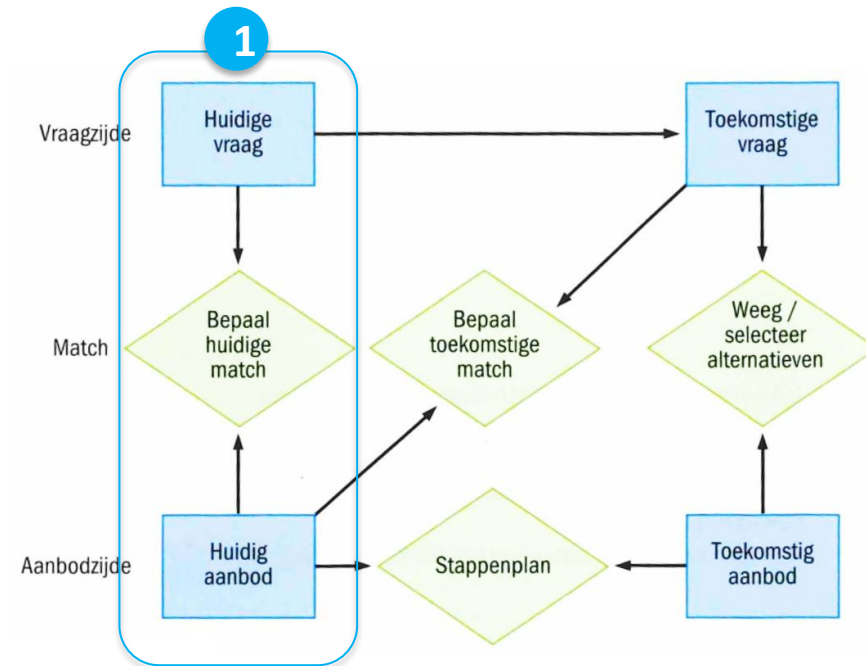 1
Vraagzijde
Huidige
vraag
Toekomstige
vraag
Match
Bepaal
huidige
match
Bepaal
toekomstige
match
Weeg /
selecteer
alternatieven
Aanbodzijde
Huidig
aanbod
Stappenplan
Toekomstig
aanbod